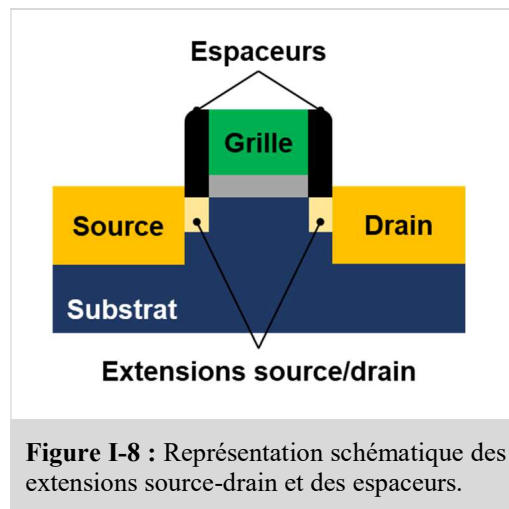 Espaceurs
Grille
Source
Drain
Substrat
Extensions source/drain
Figure I-8 : Représentation schématique des
extensions source-drain et des espaceurs.